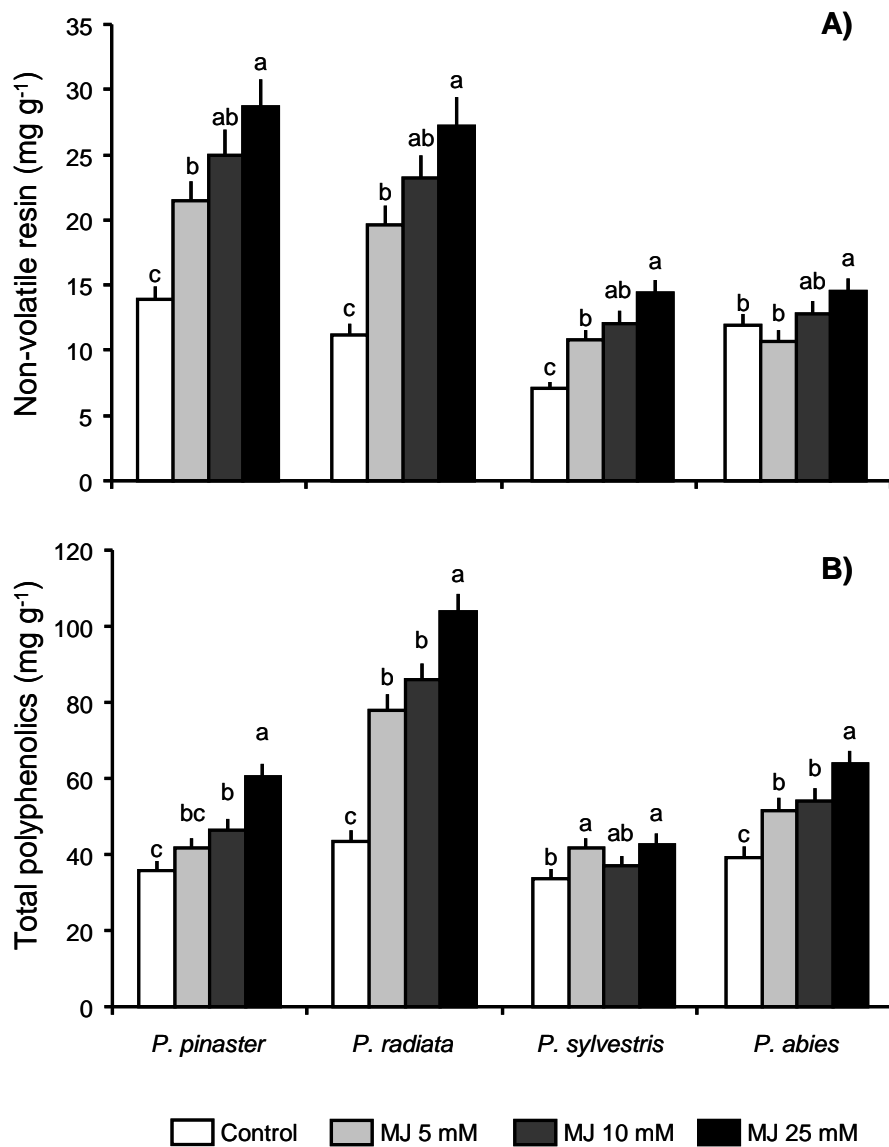 A)
Non-volatile resin (mg g⁻¹)
35
30
25
20
15
10
5
0
c
b
ab
a
c
b
ab
a
c
b
ab
a
b
b
ab
a
B)
Total polyphenolics (mg g⁻¹)
120
100
80
60
40
20
0
c
bc
b
a
c
b
b
a
b
a
ab
a
c
b
b
a
P. pinaster P. radiata P. sylvestris P. abies
Control MJ 5 mM MJ 10 mM MJ 25 mM